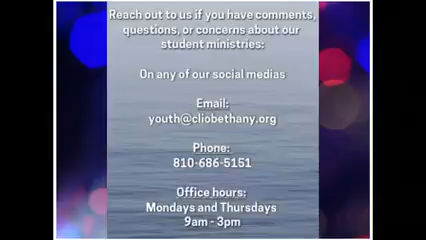 Reach out to us if you have comments,
questions, or concerns about our
student ministries:
On any of our social medias
Email:
youth@cliobethany.org
Phone:
810-686-5151
Office hours:
Mondays and Thursdays
9am - 3pm